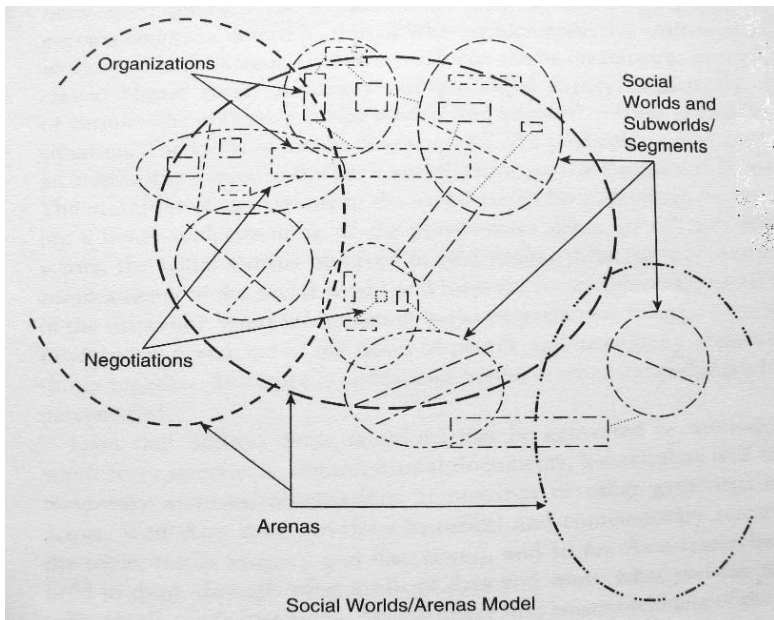 Organizations
Social
Worlds and
Subworlds/
Segments
Negotiations
Arenas
Social Worlds/Arenas Model